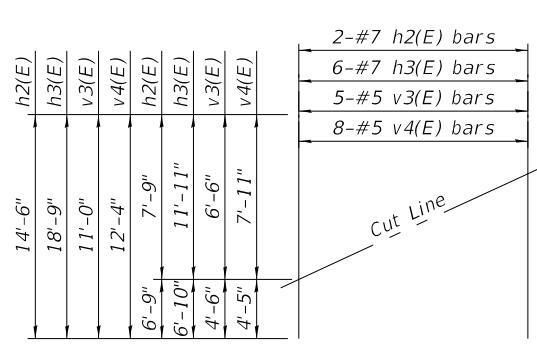 h2(E) h3(E) v3(E) v4(E) h2(E) h3(E) v3(E) v4(E)
2-#7 h2(E) bars
6-#7 h3(E) bars
5-#5 v3(E) bars
8-#5 v4(E) bars
14'-6" 18'-9" 11'-0" 12'-4" 7'-9" 11'-11" 6'-6" 7'-11"
Cut Line
6'-9" 6'-10" 4'-6" 4'-5"